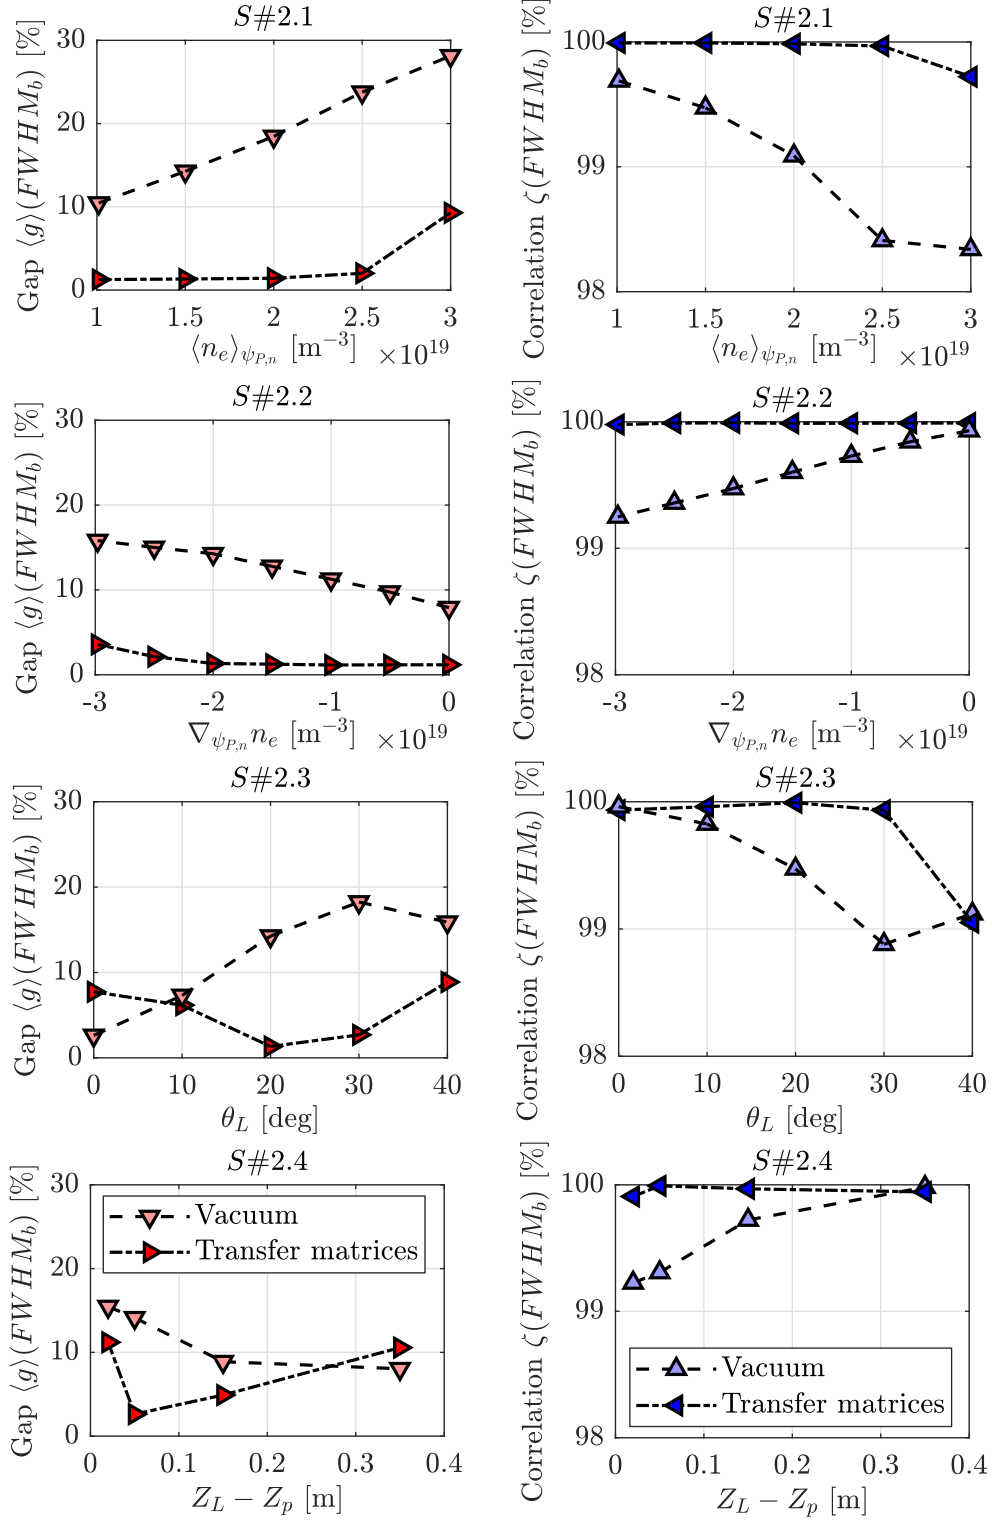 S#2.1
Gap ⟨g⟩(FWHM_b) [%]
30
20
10
0
1 1.5 2 2.5 3
⟨n_e⟩_{ψ_{P,n}} [m^{−3}] ×10^{19}
S#2.1
Correlation ζ(FWHM_b) [%]
100
99
98
1 1.5 2 2.5 3
⟨n_e⟩_{ψ_{P,n}} [m^{−3}] ×10^{19}
S#2.2
Gap ⟨g⟩(FWHM_b) [%]
30
20
10
0
-3 -2 -1 0
∇_{ψ_{P,n}} n_e [m^{−3}] ×10^{19}
S#2.2
Correlation ζ(FWHM_b) [%]
100
99
98
-3 -2 -1 0
∇_{ψ_{P,n}} n_e [m^{−3}] ×10^{19}
S#2.3
Gap ⟨g⟩(FWHM_b) [%]
30
20
10
0
0 10 20 30 40
θ_L [deg]
S#2.3
Correlation ζ(FWHM_b) [%]
100
99
98
0 10 20 30 40
θ_L [deg]
S#2.4
Gap ⟨g⟩(FWHM_b) [%]
30
20
10
0
Vacuum
Transfer matrices
0 0.1 0.2 0.3 0.4
Z_L − Z_p [m]
S#2.4
Correlation ζ(FWHM_b) [%]
100
99
98
Vacuum
Transfer matrices
0 0.1 0.2 0.3 0.4
Z_L − Z_p [m]